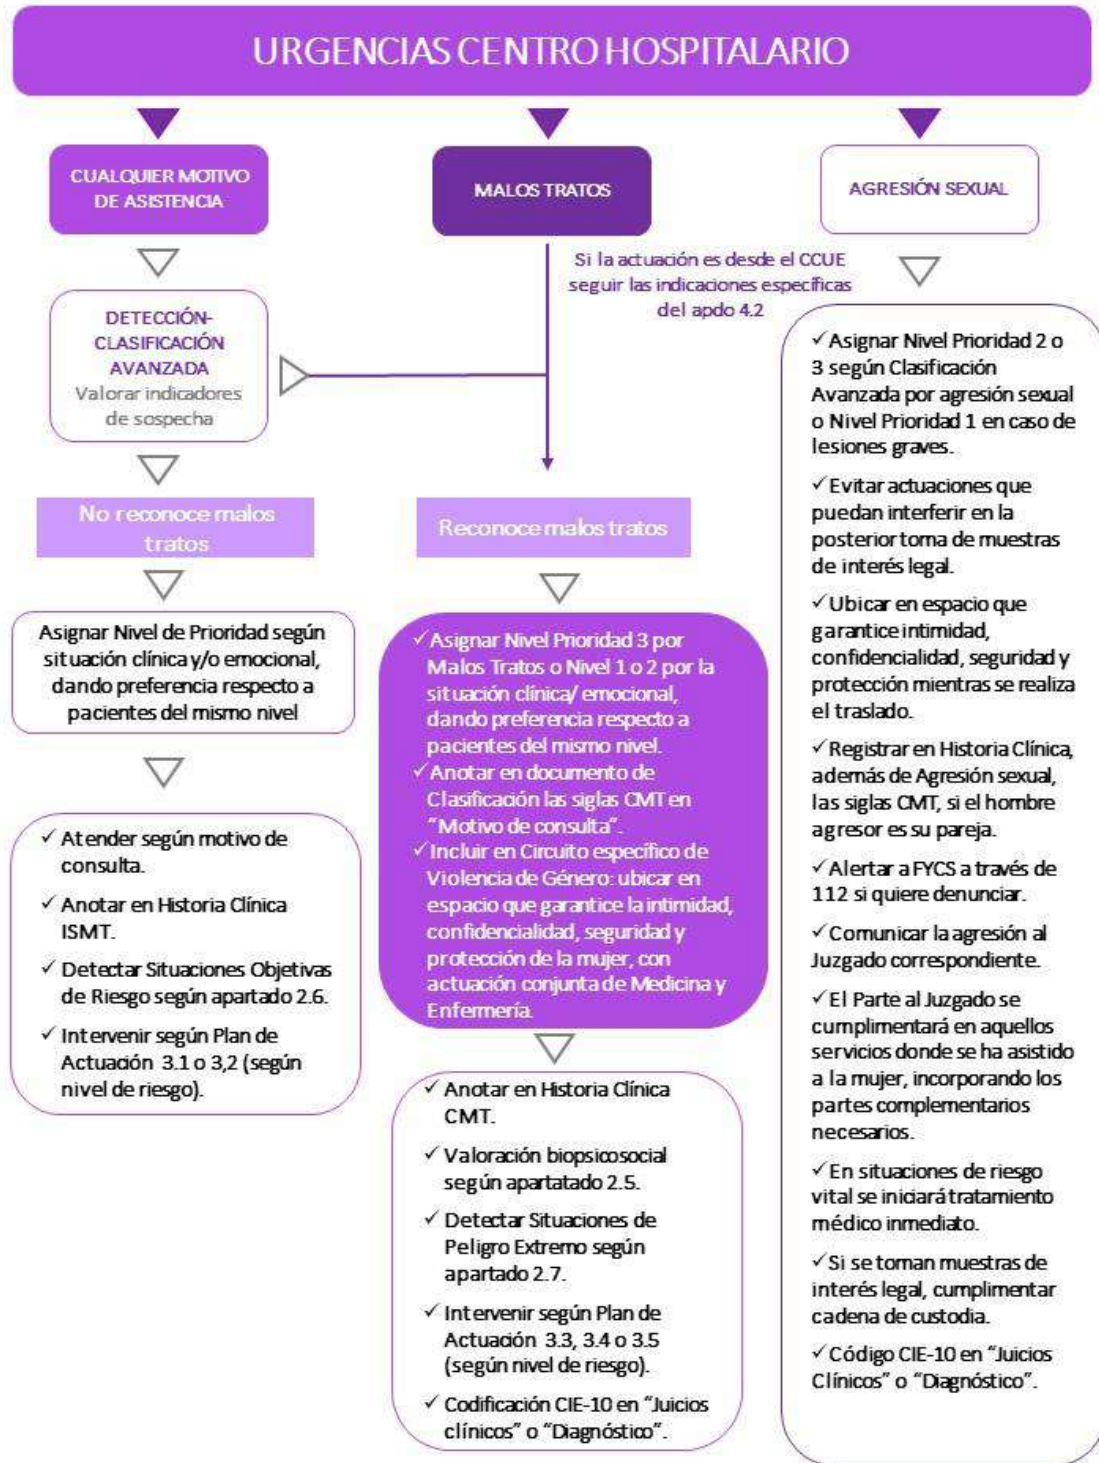 URGENCIAS CENTRO HOSPITALARIO
CUALQUIER MOTIVO
DE ASISTENCIA
DETECCIÓN-
CLASIFICACIÓN
AVANZADA
Valorar indicadores
de sospecha
No reconoce malos
tratos
Asignar Nivel de Prioridad según
situación clínica y/o emocional,
dando preferencia respecto a
pacientes del mismo nivel
✓ Atender según motivo de
consulta.
✓ Anotar en Historia Clínica
ISMT.
✓ Detectar Situaciones Objetivas
de Riesgo según apartado 2.6.
✓ Intervenir según Plan de
Actuación 3.1 o 3,2 (según
nivel de riesgo).
MALOS TRATOS
Si la actuación es desde el CCUE
seguir las indicaciones específicas
del apdo 4.2
Reconoce malos tratos
✓Asignar Nivel Prioridad 3 por
Malos Tratos o Nivel 1 o 2 por la
situación clínica/ emocional,
dando preferencia respecto a
pacientes del mismo nivel.
✓Anotar en documento de
Clasificación las siglas CMT en
“Motivo de consulta”.
✓Incluir en Circuito específico de
Violencia de Género: ubicar en
espacio que garantice la intimidad,
confidencialidad, seguridad y
protección de la mujer, con
actuación conjunta de Medicina y
Enfermería.
✓ Anotar en Historia Clínica
CMT.
✓ Valoración biopsicosocial
según apartatado 2.5.
✓ Detectar Situaciones de
Peligro Extremo según
apartado 2.7.
✓ Intervenir según Plan de
Actuación 3.3, 3.4 o 3.5
(según nivel de riesgo).
✓ Codificación CIE-10 en “Juicios
clínicos” o “Diagnóstico”.
AGRESIÓN SEXUAL
✓Asignar Nivel Prioridad 2 o
3 según Clasificación
Avanzada por agresión sexual
o Nivel Prioridad 1 en caso de
lesiones graves.
✓Evitar actuaciones que
puedan interferir en la
posterior toma de muestras
de interés legal.
✓Ubicar en espacio que
garantice intimidad,
confidencialidad, seguridad y
protección mientras se realiza
el traslado.
✓Registrar en Historia Clínica,
además de Agresión sexual,
las siglas CMT, si el hombre
agresor es su pareja.
✓Alertar a FYCS a través de
112 si quiere denunciar.
✓Comunicar la agresión al
Juzgado correspondiente.
✓El Parte al Juzgado se
cumplimentará en aquellos
servicios donde se ha asistido
a la mujer, incorporando los
partes complementarios
necesarios.
✓En situaciones de riesgo
vital se iniciará tratamiento
médico inmediato.
✓Si se toman muestras de
interés legal, cumplimentar
cadena de custodia.
✓Código CIE-10 en “Juicios
Clínicos” o “Diagnóstico”.